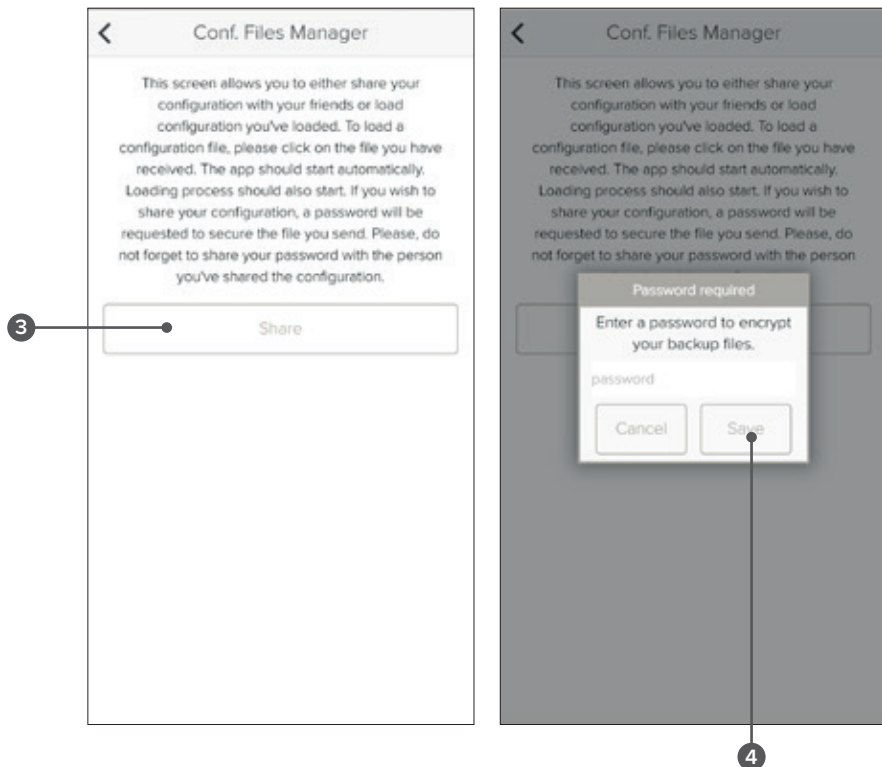 Conf. Files Manager
This screen allows you to either share your
configuration with your friends or load
configuration you've loaded. To load a
configuration file, please click on the file you have
received. The app should start automatically.
Loading process should also start. If you wish to
share your configuration, a password will be
requested to secure the file you send. Please, do
not forget to share your password with the person
you've shared the configuration.
Share
3
Conf. Files Manager
This screen allows you to either share your
configuration with your friends or load
configuration you've loaded. To load a
configuration file, please click on the file you have
received. The app should start automatically.
Loading process should also start. If you wish to
share your configuration, a password will be
requested to secure the file you send. Please, do
not forget to share your password with the person
Password required
Enter a password to encrypt
your backup files.
password
Cancel
Save
4